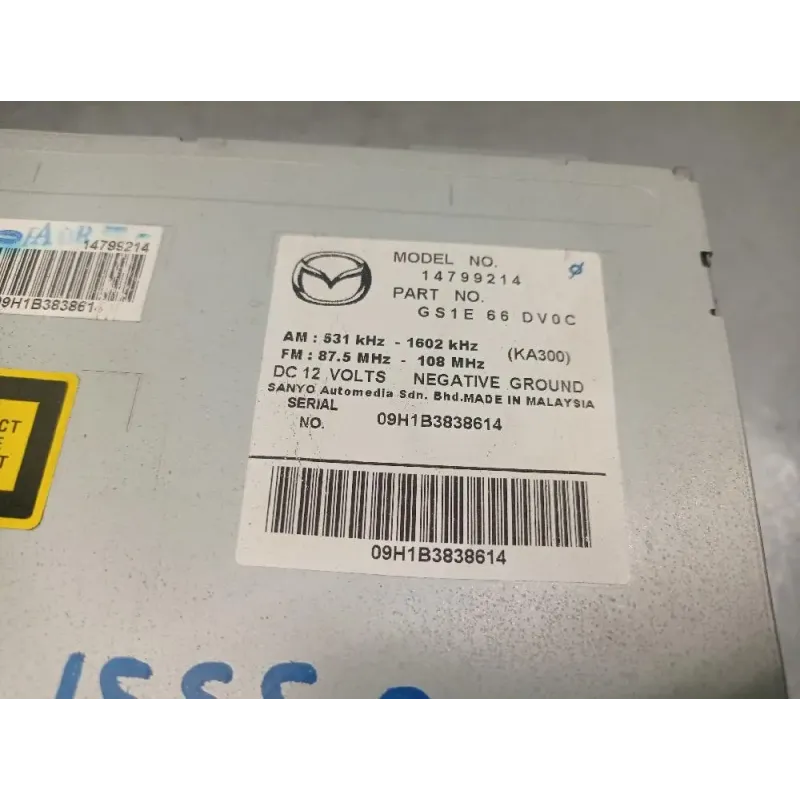 14799214
09H1B3838614
MODEL NO.
14799214
PART NO.
GS1E 66 DV0C
AM : 531 kHz - 1602 kHz
FM : 87.5 MHz - 108 MHz
(KA300)
DC 12 VOLTS NEGATIVE GROUND
SANYO Automedia Sdn. Bhd.MADE IN MALAYSIA
SERIAL
NO.
09H1B3838614
09H1B3838614